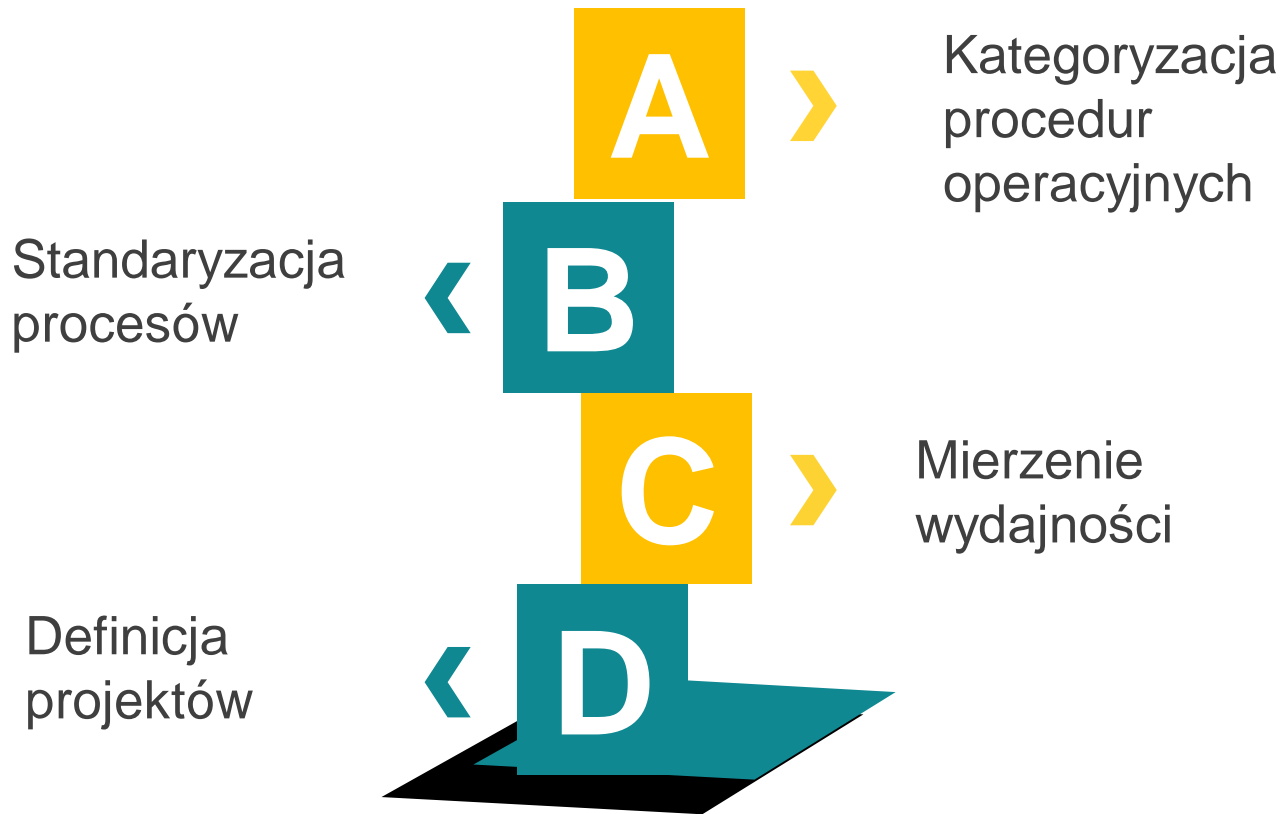 A
Kategoryzacja
procedur
operacyjnych
Standaryzacja
procesów
B
C
Mierzenie
wydajności
Definicja
projektów
D